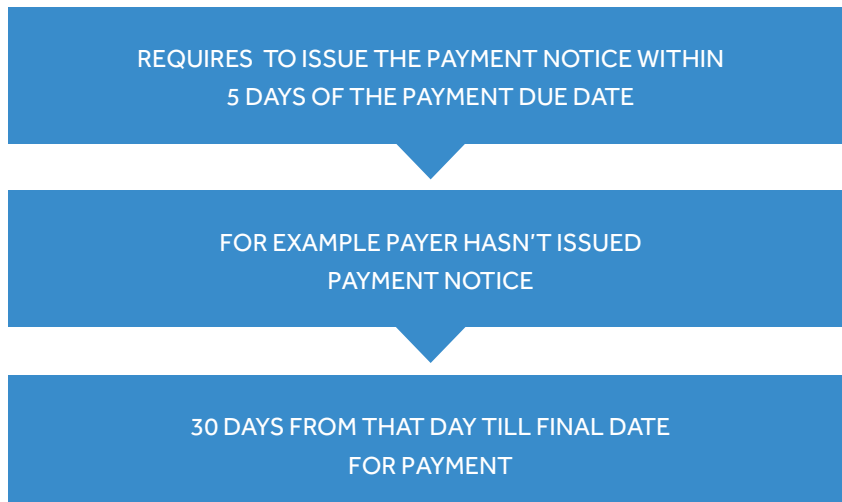 REQUIRES  TO ISSUE THE PAYMENT NOTICE WITHIN
5 DAYS OF THE PAYMENT DUE DATE
FOR EXAMPLE PAYER HASN'T ISSUED
PAYMENT NOTICE
30 DAYS FROM THAT DAY TILL FINAL DATE
FOR PAYMENT